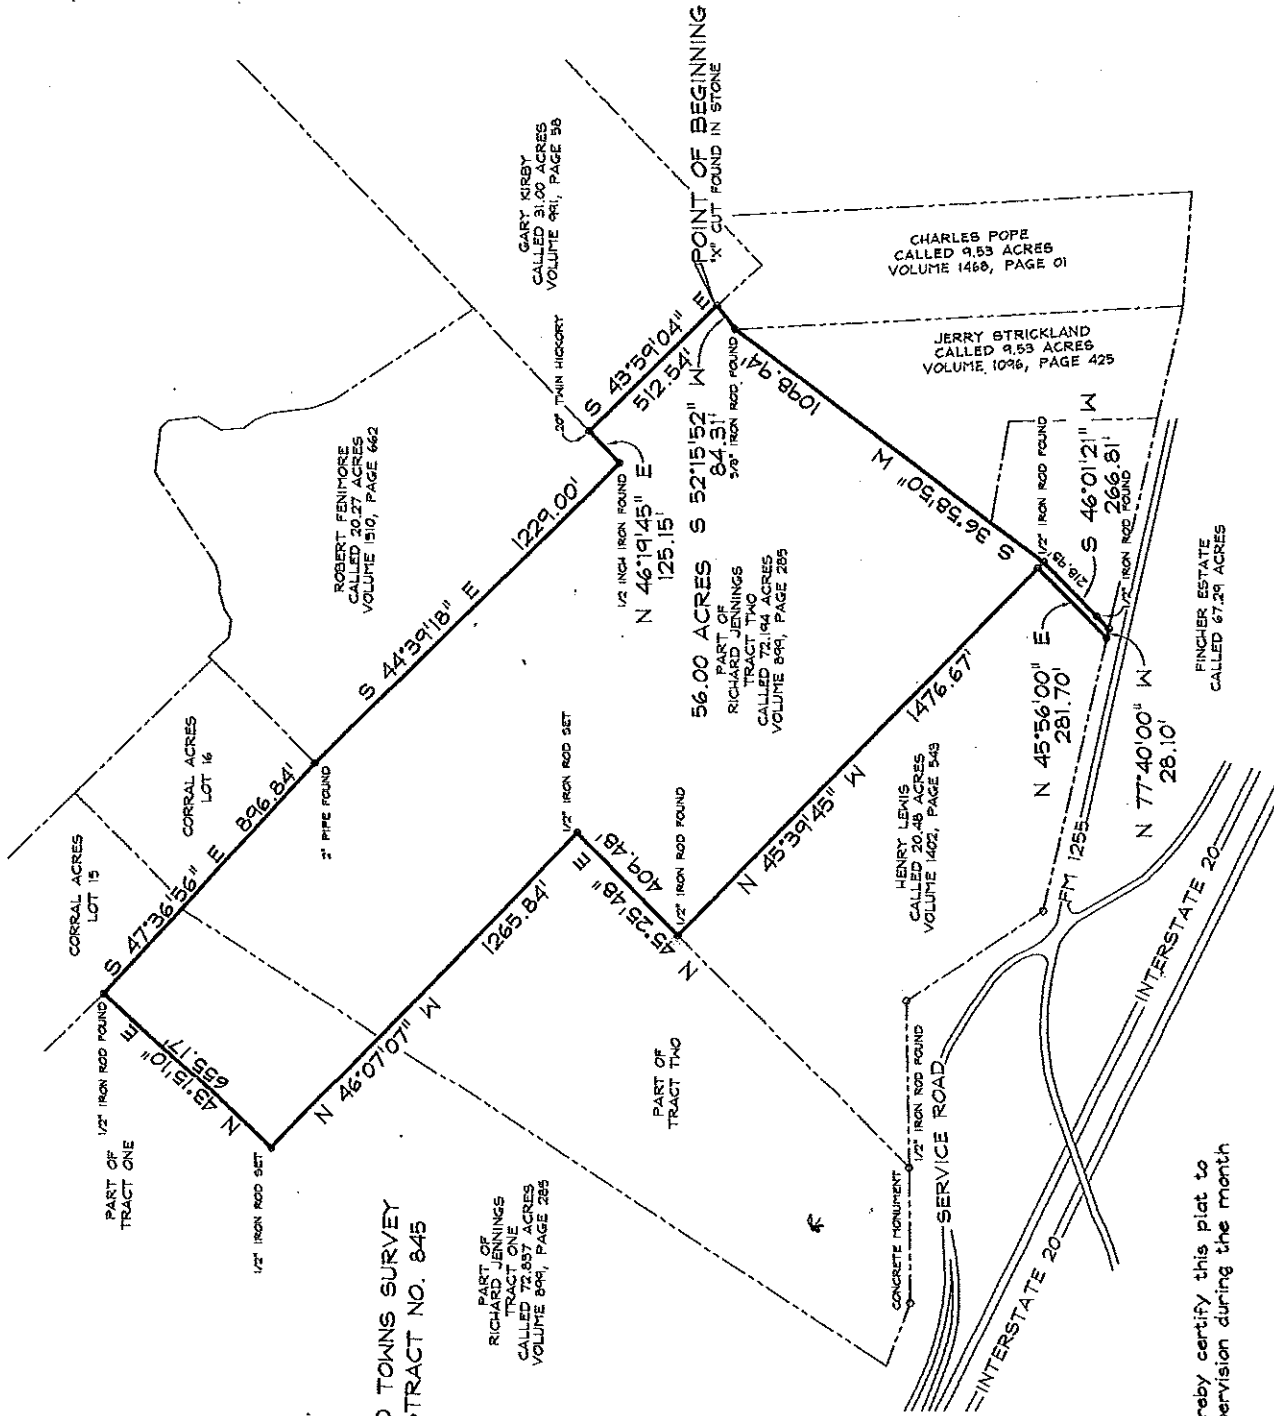 POINT OF BEGINNING
"X" CUT FOUND IN STONE
GARY KIRBY
CALLED 31.00 ACRES
VOLUME 991, PAGE 58
CHARLES POPE
CALLED 9.53 ACRES
VOLUME 1468, PAGE 01
JERRY STRICKLAND
CALLED 9.53 ACRES
VOLUME 1096, PAGE 425
20" TWIN HICKORY
S 43°59'04" E
512.54'
ROBERT FENIMORE
CALLED 20.27 ACRES
VOLUME 1510, PAGE 662
1/2 INCH IRON FOUND
N 46°19'45" E
125.15'
S 52°15'52" W
84.31'
5/8" IRON ROD FOUND
1098.94'
S 36°58'50" W
1229.00'
S 44°39'18" E
56.00 ACRES
PART OF
RICHARD JENNINGS
TRACT TWO
CALLED 72.194 ACRES
VOLUME 899, PAGE 285
1/2" IRON ROD FOUND
218.95'
S 46°01'21" W
266.81'
1/2" IRON ROD FOUND
FINCHER ESTATE
CALLED 67.29 ACRES
N 45°56'00" E
281.70'
N 77°40'00" W
28.10'
1476.67'
N 45°39'45" W
HENRY LEWIS
CALLED 20.48 ACRES
VOLUME 1402, PAGE 543
FM 1255
INTERSTATE 20
CORRAL ACRES
LOT 16
CORRAL ACRES
LOT 15
2" PIPE FOUND
896.84'
S 47°36'56" E
1/2" IRON ROD SET
409.48'
N 45°25'48" E
1/2" IRON ROD FOUND
1265.84'
N 46°07'07" W
1/2" IRON ROD FOUND
N 43°15'10" E
655.17'
1/2" IRON ROD SET
PART OF
TRACT ONE
PART OF
TRACT TWO
1/2" IRON ROD FOUND
SERVICE ROAD
CONCRETE MONUMENT
INTERSTATE 20
PART OF
RICHARD JENNINGS
TRACT ONE
CALLED 72.857 ACRES
VOLUME 899, PAGE 285
TOWNS SURVEY
NO. 845
certify this plat to
during the month